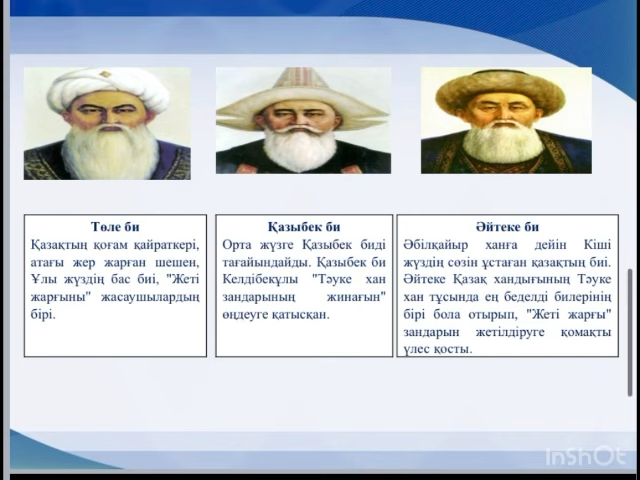 Төле би
Қазақтың қоғам қайраткері,
атағы жер жарған шешен,
Ұлы жүздің бас биі, "Жеті
жарғыны" жасаушылардың
бірі.
Қазыбек би
Орта жүзге Қазыбек биді
тағайындайды. Қазыбек би
Келдібекұлы "Тәуке хан
зандарының жинағын"
өңдеуге қатысқан.
Әйтеке би
Әбілқайыр ханға дейін Кіші
жүздің сөзін ұстаған қазақтың биі.
Әйтеке Қазақ хандығының Тәуке
хан тұсында ең беделді билерінің
бірі бола отырып, "Жеті жарғы"
зандарын жетілдіруге қомақты
үлес қосты.
InShOt